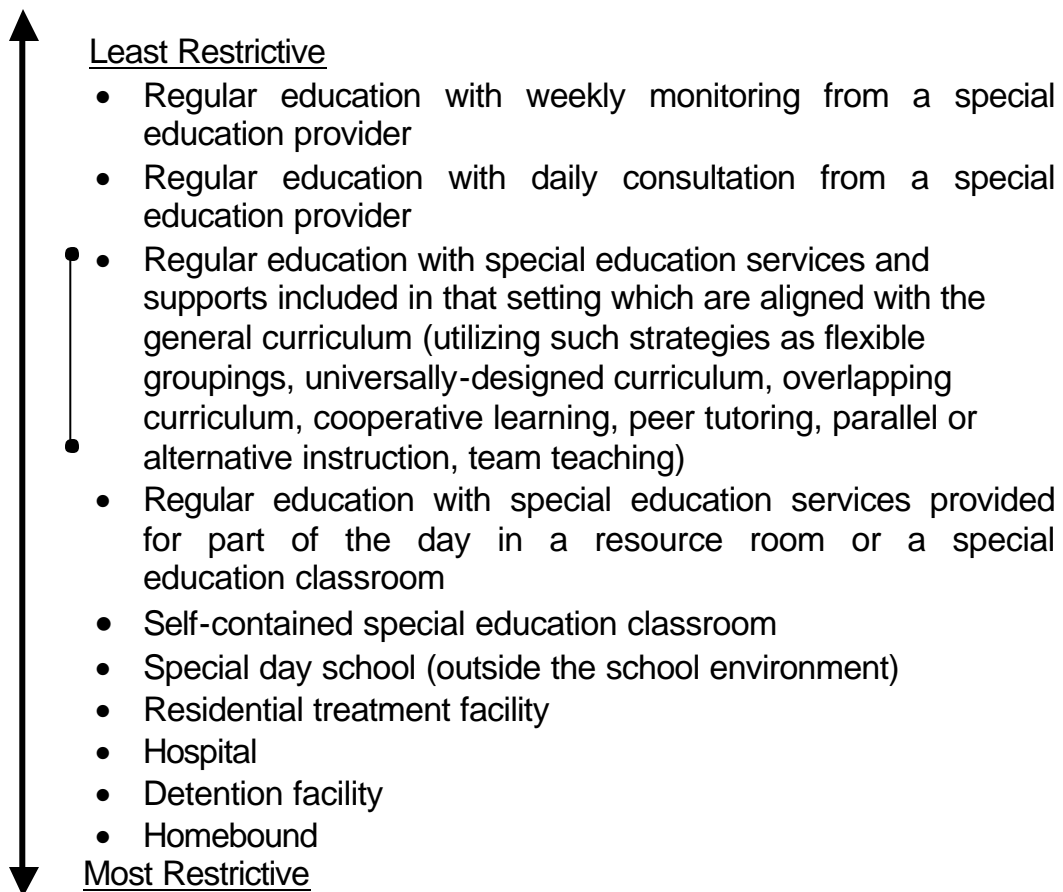 Least Restrictive
• Regular education with weekly monitoring from a special
education provider
• Regular education with daily consultation from a special
education provider
• Regular education with special education services and
supports included in that setting which are aligned with the
general curriculum (utilizing such strategies as flexible
groupings, universally-designed curriculum, overlapping
curriculum, cooperative learning, peer tutoring, parallel or
alternative instruction, team teaching)
• Regular education with special education services provided
for part of the day in a resource room or a special
education classroom
• Self-contained special education classroom
• Special day school (outside the school environment)
• Residential treatment facility
• Hospital
• Detention facility
• Homebound
Most Restrictive